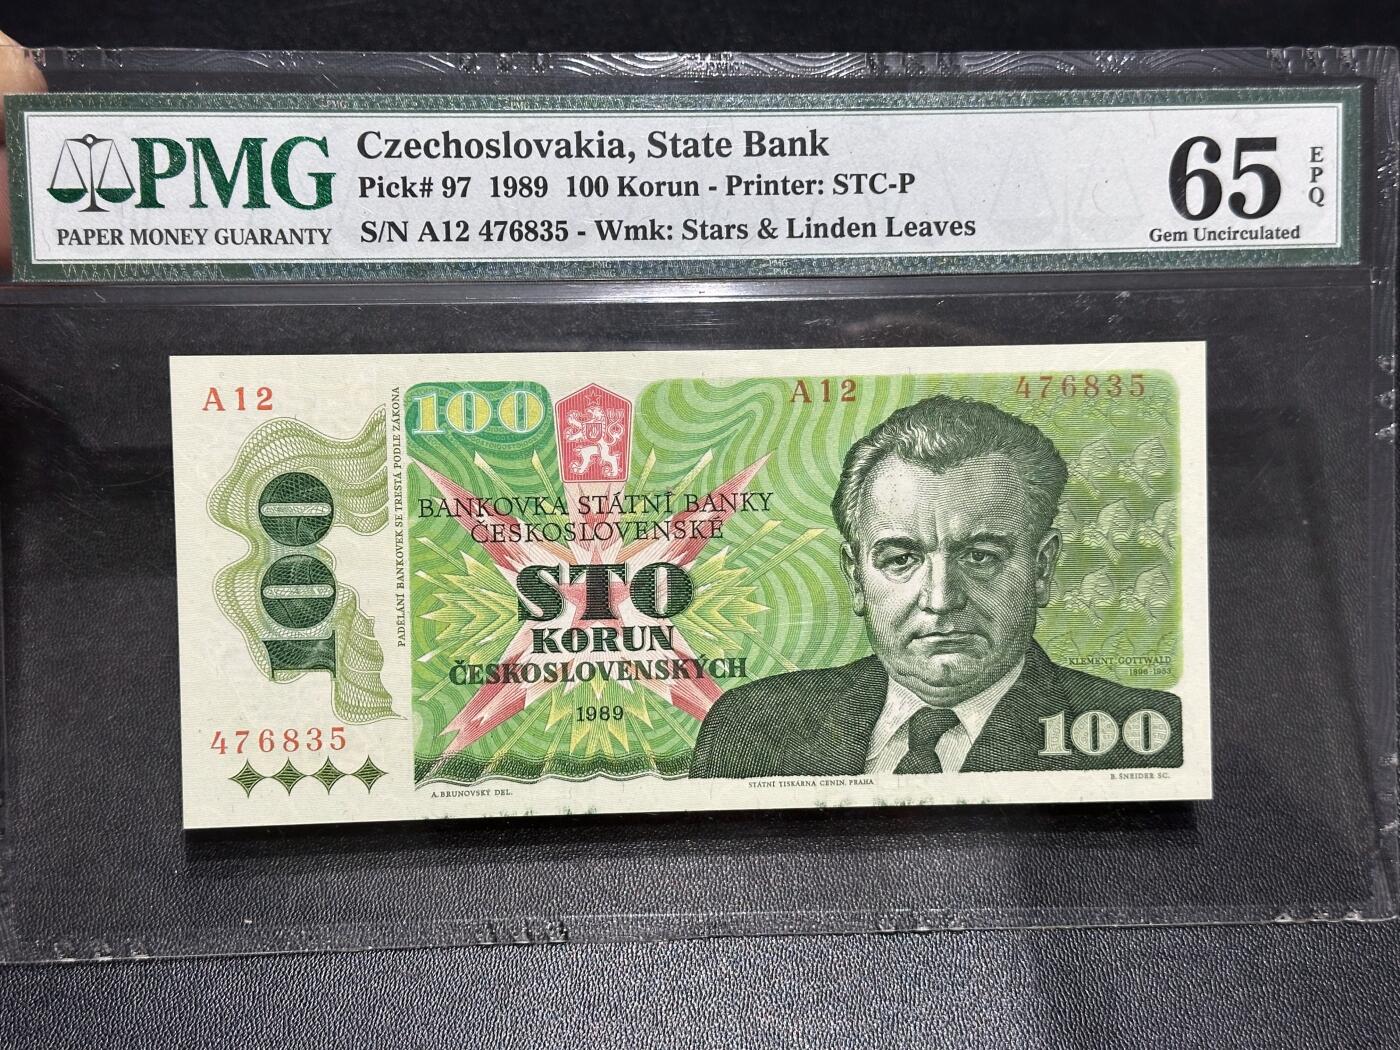 PMG
PAPER MONEY GUARANTY
Czechoslovakia, State Bank
Pick# 97 1989 100 Korun - Printer: STC-P
S/N A12 476835 - Wmk: Stars & Linden Leaves
65
EPQ
Gem Uncirculated
A12
100
PADĚLÁNÍ BANKOVEK SE TRESTÁ PODLE ZÁKONA
100
A12
476835
BANKOVKA STÁTNÍ BANKY
ČESKOSLOVENSKÉ
STO
KORUN
ČESKOSLOVENSKÝCH
1989
KLEMENT GOTTWALD
1896-1953
100
476835
A. BRUNOVSKÝ DEL.
STÁTNÍ TISKÁRNA CENIN, PRAHA
B. ŠNEIDER SC.